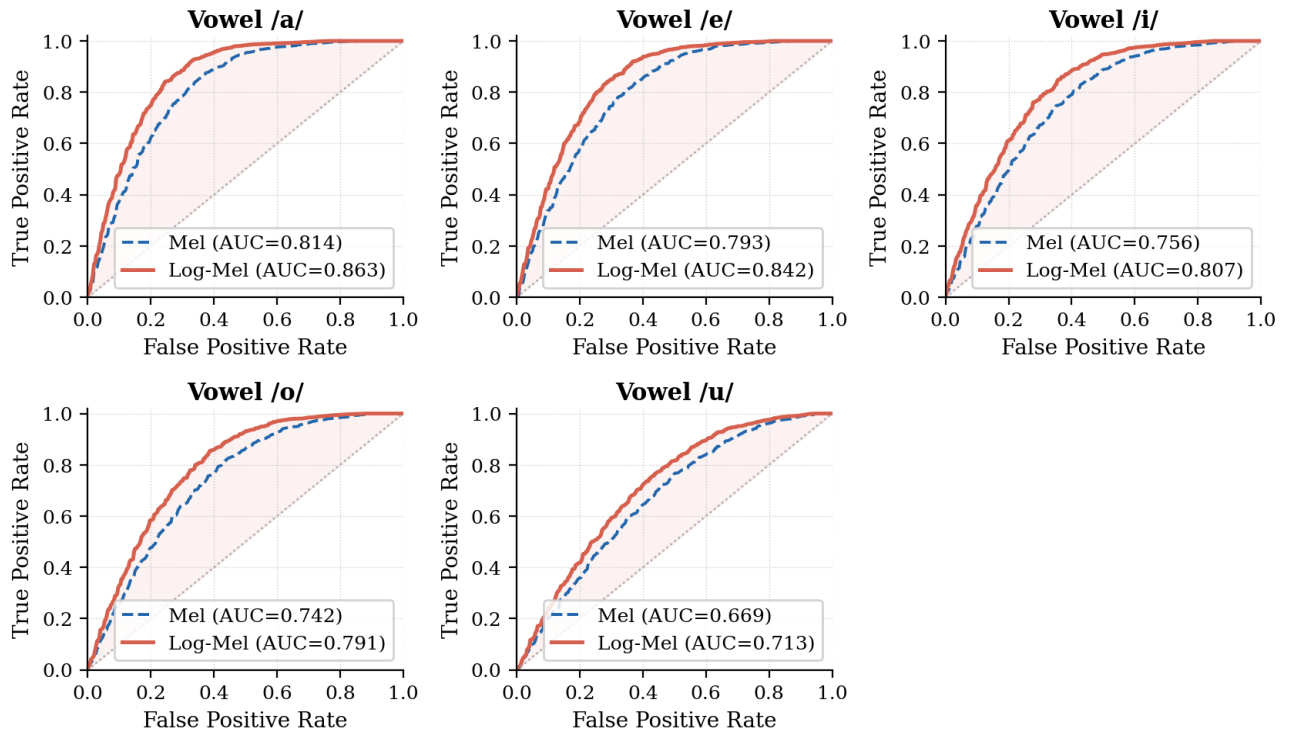 Vowel /a/
True Positive Rate
1.0
0.8
0.6
0.4
0.2
0.0
Mel (AUC=0.814)
Log-Mel (AUC=0.863)
0.0 0.2 0.4 0.6 0.8 1.0
False Positive Rate
Vowel /e/
True Positive Rate
1.0
0.8
0.6
0.4
0.2
0.0
Mel (AUC=0.793)
Log-Mel (AUC=0.842)
0.0 0.2 0.4 0.6 0.8 1.0
False Positive Rate
Vowel /i/
True Positive Rate
1.0
0.8
0.6
0.4
0.2
0.0
Mel (AUC=0.756)
Log-Mel (AUC=0.807)
0.0 0.2 0.4 0.6 0.8 1.0
False Positive Rate
Vowel /o/
True Positive Rate
1.0
0.8
0.6
0.4
0.2
0.0
Mel (AUC=0.742)
Log-Mel (AUC=0.791)
0.0 0.2 0.4 0.6 0.8 1.0
False Positive Rate
Vowel /u/
True Positive Rate
1.0
0.8
0.6
0.4
0.2
0.0
Mel (AUC=0.669)
Log-Mel (AUC=0.713)
0.0 0.2 0.4 0.6 0.8 1.0
False Positive Rate